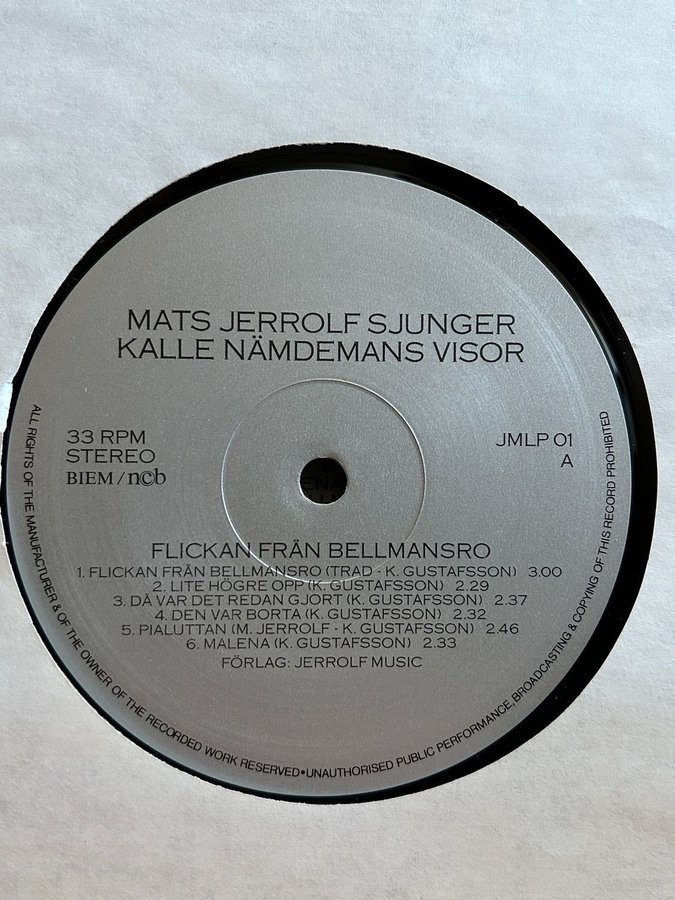 MATS JERROLF SJUNGER
KALLE NÄMDEMANS VISOR
33 RPM
STEREO
BIEM/n©b
JMLP 01
A
FLICKAN FRÅN BELLMANSRO
1. FLICKAN FRÅN BELLMANSRO (TRAD - K. GUSTAFSSON) 3.00
2. LITE HÖGRE OPP (K. GUSTAFSSON) 2.29
3. DÅ VAR DET REDAN GJORT (K. GUSTAFSSON) 2.37
4. DEN VAR BORTA (K. GUSTAFSSON) 2.32
5. PIALUTTAN (M. JERROLF - K. GUSTAFSSON) 2.46
6. MALENA (K. GUSTAFSSON) 2.33
FÖRLAG: JERROLF MUSIC
ALL RIGHTS OF THE MANUFACTURER & OF THE OWNER OF THE RECORDED WORK RESERVED•UNAUTHORISED PUBLIC PERFORMANCE, BROADCASTING & COPYING OF THIS RECORD PROHIBITED